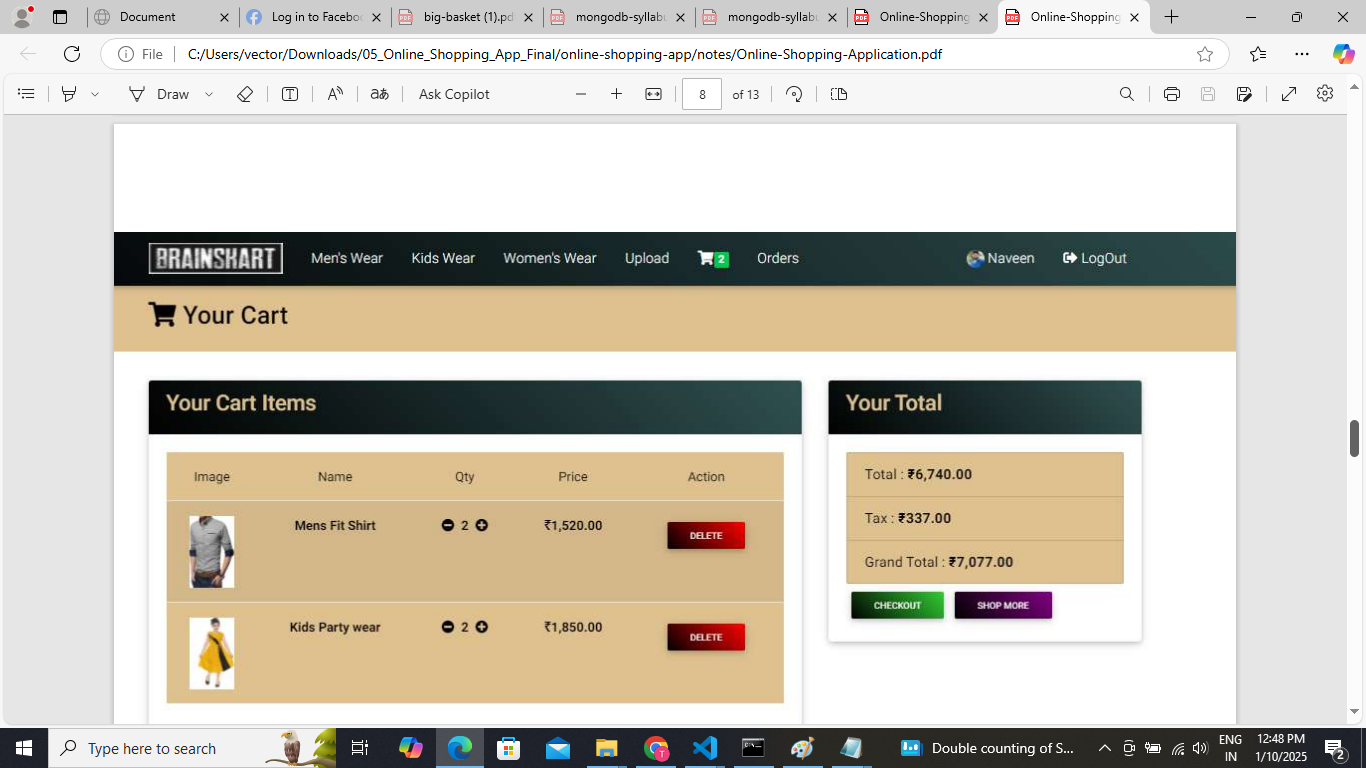 Document
Log in to Faceboo
big-basket (1).pd
mongodb-syllabu
mongodb-syllabu
Online-Shopping
Online-Shopping
File
C:/Users/vector/Downloads/05_Online_Shopping_App_Final/online-shopping-app/notes/Online-Shopping-Application.pdf
Draw
A
aあ
Ask Copilot
8
of 13
BRAINSKART
Men's Wear
Kids Wear
Women's Wear
Upload
2
Orders
Naveen
LogOut
Your Cart
Your Cart Items
Image
Name
Qty
Price
Action
Mens Fit Shirt
2
₹1,520.00
DELETE
Kids Party wear
2
₹1,850.00
DELETE
Your Total
Total : ₹6,740.00
Tax : ₹337.00
Grand Total : ₹7,077.00
CHECKOUT
SHOP MORE
Type here to search
Double counting of S...
ENG
IN
12:48 PM
1/10/2025
2